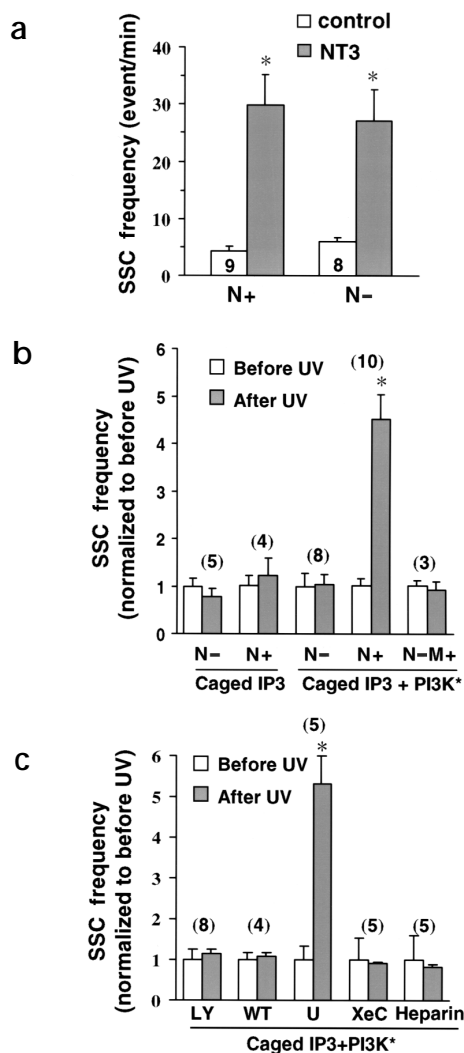 a
control
NT3
SSC frequency (event/min)
40
30
20
10
0
*
*
9
8
N+
N−
b
SSC frequency
(normalized to before UV)
6
5
4
3
2
1
0
Before UV
After UV
(5)
(4)
(8)
(10)
*
(3)
N− N+ N− N+ N−M+
Caged IP3 Caged IP3 + PI3K*
c
SSC frequency
(normalized to before UV)
6
5
4
2
1
0
Before UV
After UV
(8)
(4)
(5)
*
(5)
(5)
LY WT U XeC Heparin
Caged IP3+PI3K*